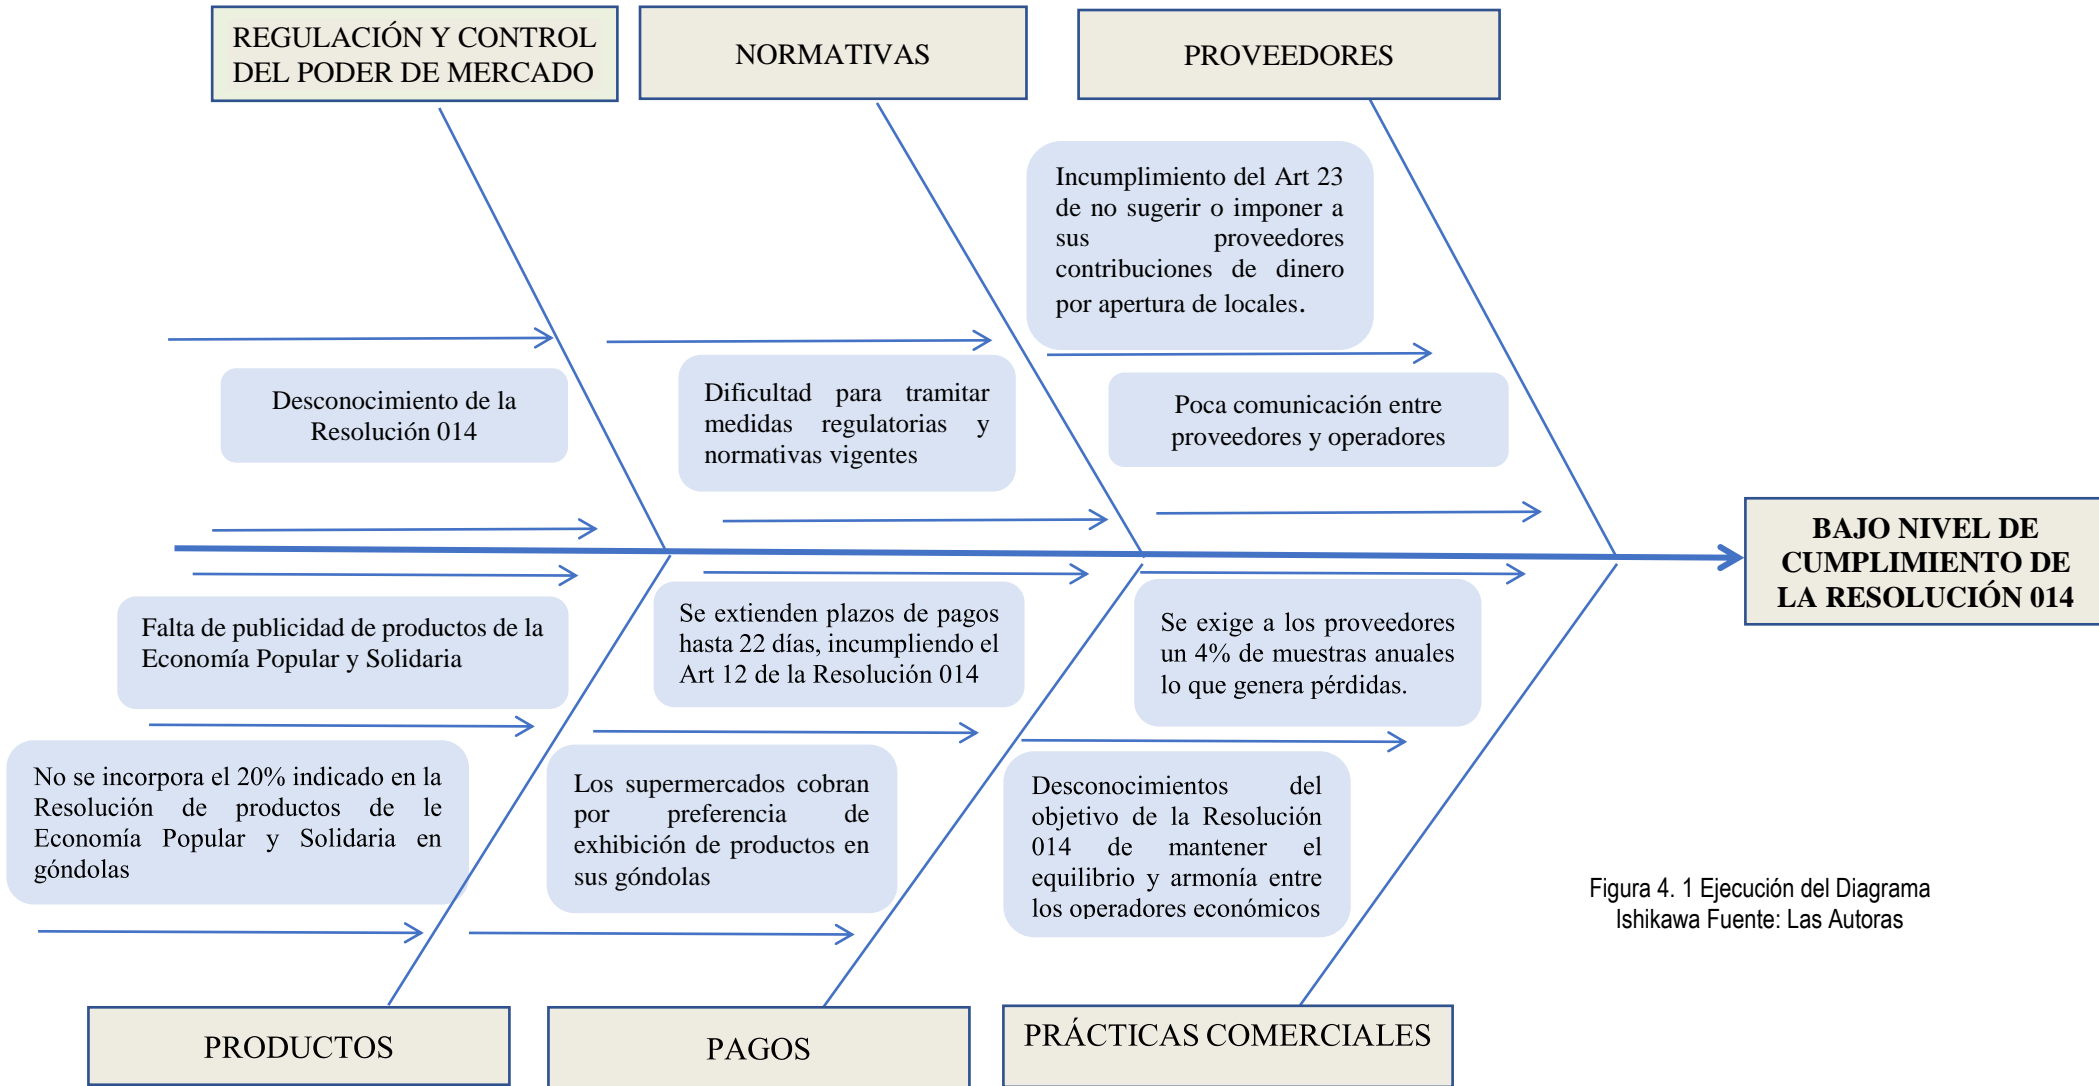 REGULACIÓN Y CONTROL
DEL PODER DE MERCADO
NORMATIVAS
PROVEEDORES
Incumplimiento del Art 23
de no sugerir o imponer a
sus proveedores
contribuciones de dinero
por apertura de locales.
Desconocimiento de la
Resolución 014
Dificultad para tramitar
medidas regulatorias y
normativas vigentes
Poca comunicación entre
proveedores y operadores
BAJO NIVEL DE
CUMPLIMIENTO DE
LA RESOLUCIÓN 014
Falta de publicidad de productos de la
Economía Popular y Solidaria
Se extienden plazos de pagos
hasta 22 días, incumpliendo el
Art 12 de la Resolución 014
Se exige a los proveedores
un 4% de muestras anuales
lo que genera pérdidas.
No se incorpora el 20% indicado en la
Resolución de productos de le
Economía Popular y Solidaria en
góndolas
Los supermercados cobran
por preferencia de
exhibición de productos en
sus góndolas
Desconocimientos del
objetivo de la Resolución
014 de mantener el
equilibrio y armonía entre
los operadores económicos
Figura 4. 1 Ejecución del Diagrama
Ishikawa Fuente: Las Autoras
PRODUCTOS
PAGOS
PRÁCTICAS COMERCIALES